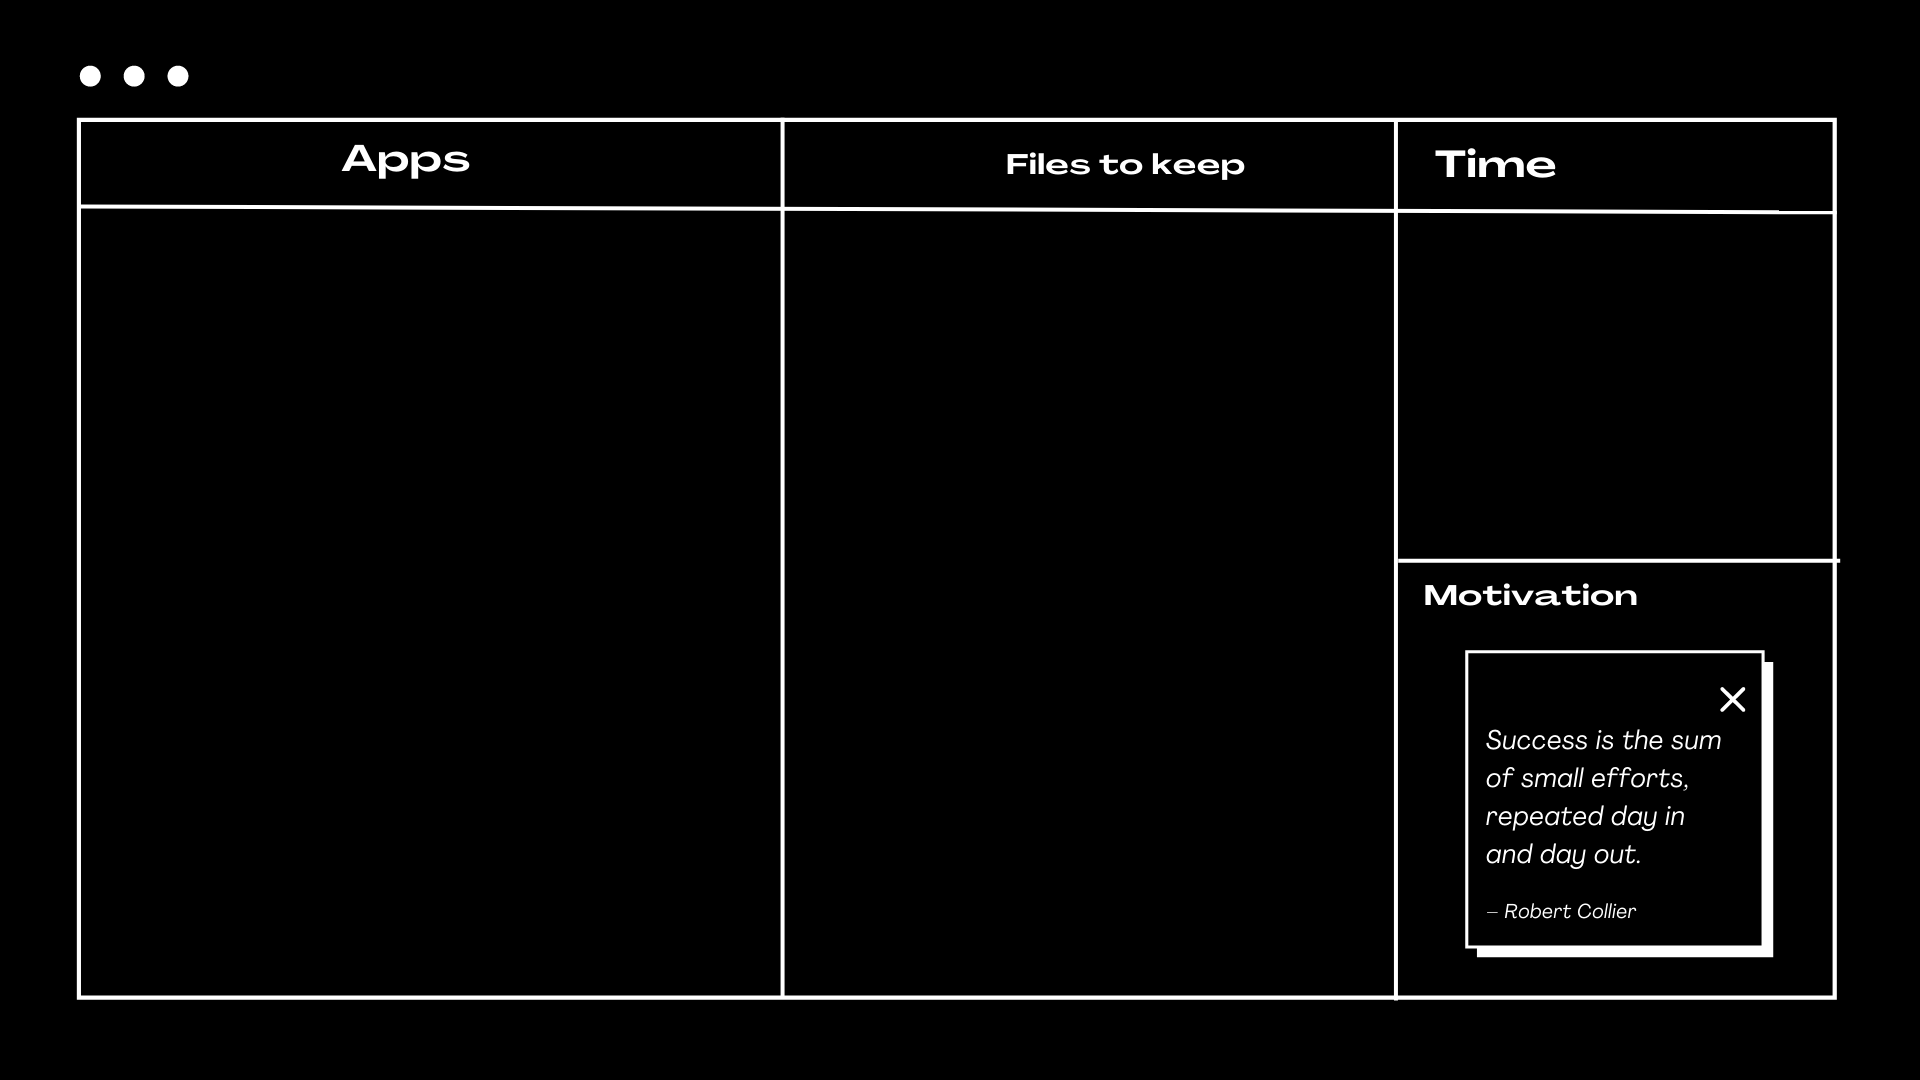 Apps
Files to keep
Time
Motivation
Success is the sum
of small efforts,
repeated day in
and day out.
– Robert Collier